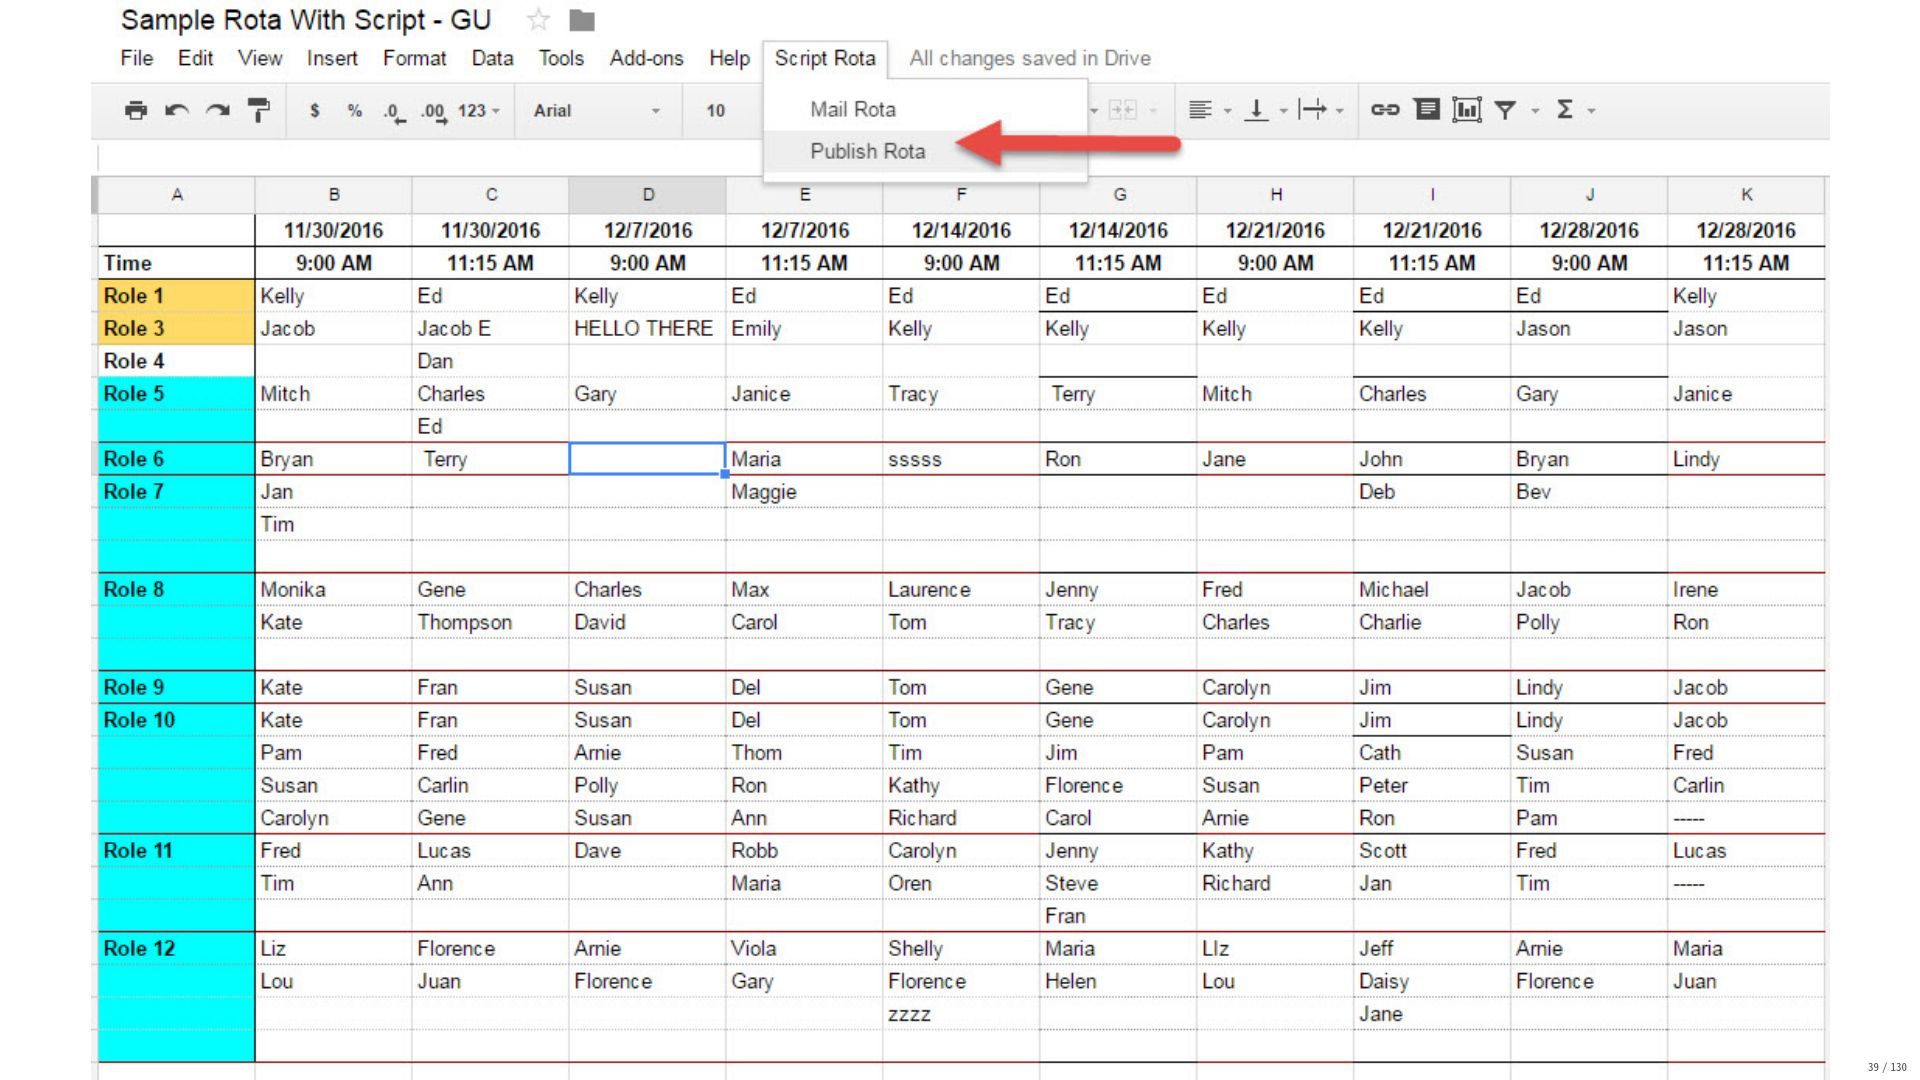 Sample Rota With Script - GU
File Edit View Insert Format Data Tools Add-ons Help Script Rota All changes saved in Drive
$ % .0 .00 123 Arial 10
Mail Rota
Publish Rota
A B C D E F G H I J K
11/30/2016 11/30/2016 12/7/2016 12/7/2016 12/14/2016 12/14/2016 12/21/2016 12/21/2016 12/28/2016 12/28/2016
Time 9:00 AM 11:15 AM 9:00 AM 11:15 AM 9:00 AM 11:15 AM 9:00 AM 11:15 AM 9:00 AM 11:15 AM
Role 1 Kelly Ed Kelly Ed Ed Ed Ed Ed Ed Kelly
Role 3 Jacob Jacob E HELLO THERE Emily Kelly Kelly Kelly Kelly Jason Jason
Role 4 Dan
Role 5 Mitch Charles Gary Janice Tracy Terry Mitch Charles Gary Janice
Ed
Role 6 Bryan Terry Maria sssss Ron Jane John Bryan Lindy
Role 7 Jan Maggie Deb Bev
Tim
Role 8 Monika Gene Charles Max Laurence Jenny Fred Michael Jacob Irene
Kate Thompson David Carol Tom Tracy Charles Charlie Polly Ron
Role 9 Kate Fran Susan Del Tom Gene Carolyn Jim Lindy Jacob
Role 10 Kate Fran Susan Del Tom Gene Carolyn Jim Lindy Jacob
Pam Fred Arnie Thom Tim Jim Pam Cath Susan Fred
Susan Carlin Polly Ron Kathy Florence Susan Peter Tim Carlin
Carolyn Gene Susan Ann Richard Carol Arnie Ron Pam -----
Role 11 Fred Lucas Dave Robb Carolyn Jenny Kathy Scott Fred Lucas
Tim Ann Maria Oren Steve Richard Jan Tim -----
Fran
Role 12 Liz Florence Arnie Viola Shelly Maria LIz Jeff Arnie Maria
Lou Juan Florence Gary Florence Helen Lou Daisy Florence Juan
zzzz Jane
39 / 130